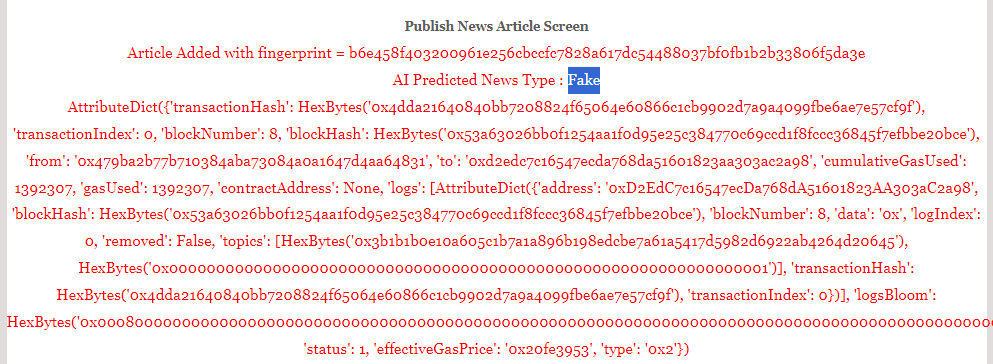 Publish News Article Screen
Article Added with fingerprint = b6e458f403200961e256cbccfc7828a617dc54488037bf0fb1b2b33806f5da3e
AI Predicted News Type : Fake
AttributeDict({'transactionHash': HexBytes('0x4dda21640840bb7208824f65064e60866c1cb9902d7a9a4099fbe6ae7e57cf9f'),
'transactionIndex': 0, 'blockNumber': 8, 'blockHash': HexBytes('0x53a63026bb0f1254aa1f0d95e25c384770c69ccd1f8fccc36845f7efbbe20bce'),
'from': '0x479ba2b77b710384aba73084a0a1647d4aa64831', 'to': '0xd2edc7c16547ecda768da51601823aa303ac2a98', 'cumulativeGasUsed':
1392307, 'gasUsed': 1392307, 'contractAddress': None, 'logs': [AttributeDict({'address': '0xD2EdC7c16547ecDa768dA51601823AA303aC2a98',
'blockHash': HexBytes('0x53a63026bb0f1254aa1f0d95e25c384770c69ccd1f8fccc36845f7efbbe20bce'), 'blockNumber': 8, 'data': '0x', 'logIndex':
0, 'removed': False, 'topics': [HexBytes('0x3b1b1b0e10a605c1b7a1a896b198edcbe7a61a5417d5982d6922ab4264d20645'),
HexBytes('0x0000000000000000000000000000000000000000000000000000000000000001')], 'transactionHash':
HexBytes('0x4dda21640840bb7208824f65064e60866c1cb9902d7a9a4099fbe6ae7e57cf9f'), 'transactionIndex': 0})], 'logsBloom':
'status': 1, 'effectiveGasPrice': '0x20fe3953', 'type': '0x2'})